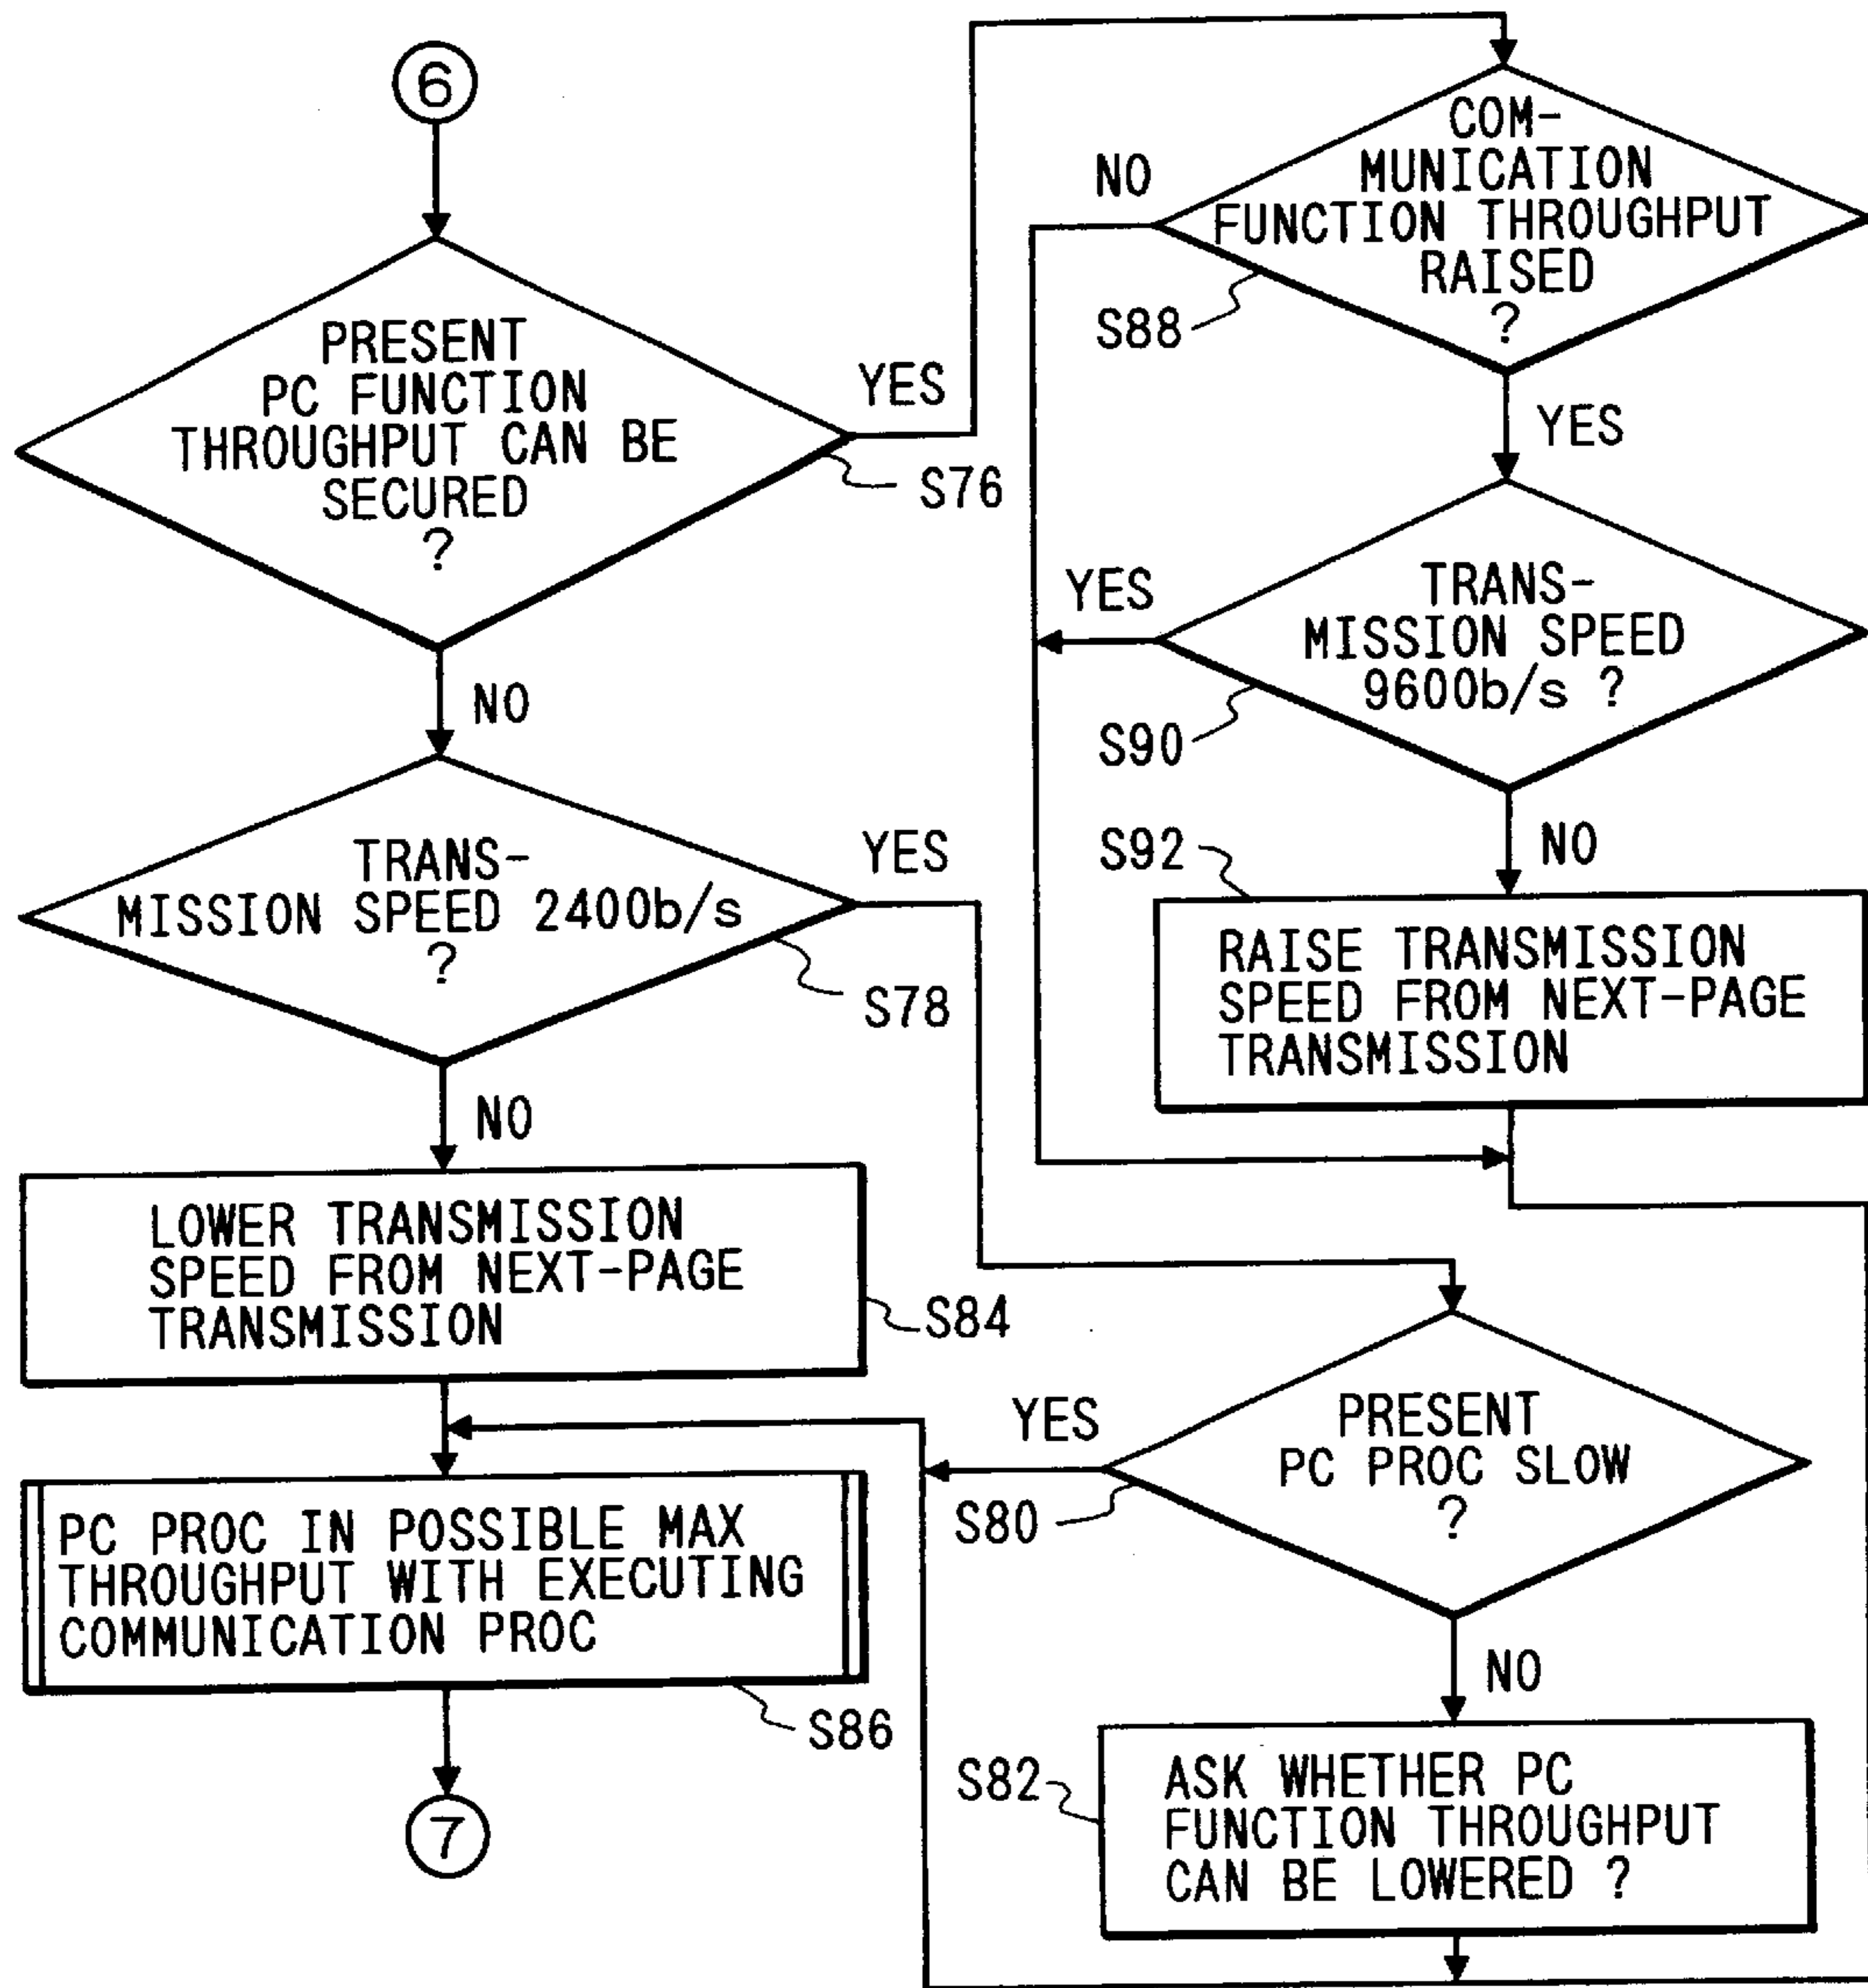 6
PRESENT
PC FUNCTION
THROUGHPUT CAN BE
SECURED
?
YES
S76
NO
TRANS-
MISSION SPEED 2400b/s
?
YES
S78
NO
LOWER TRANSMISSION
SPEED FROM NEXT-PAGE
TRANSMISSION
S84
PC PROC IN POSSIBLE MAX
THROUGHPUT WITH EXECUTING
COMMUNICATION PROC
S86
7
COM-
MUNICATION
FUNCTION THROUGHPUT
RAISED
?
NO
S88
YES
TRANS-
MISSION SPEED
9600b/s ?
YES
S90
NO
S92
RAISE TRANSMISSION
SPEED FROM NEXT-PAGE
TRANSMISSION
PRESENT
PC PROC SLOW
?
YES
S80
NO
S82
ASK WHETHER PC
FUNCTION THROUGHPUT
CAN BE LOWERED ?